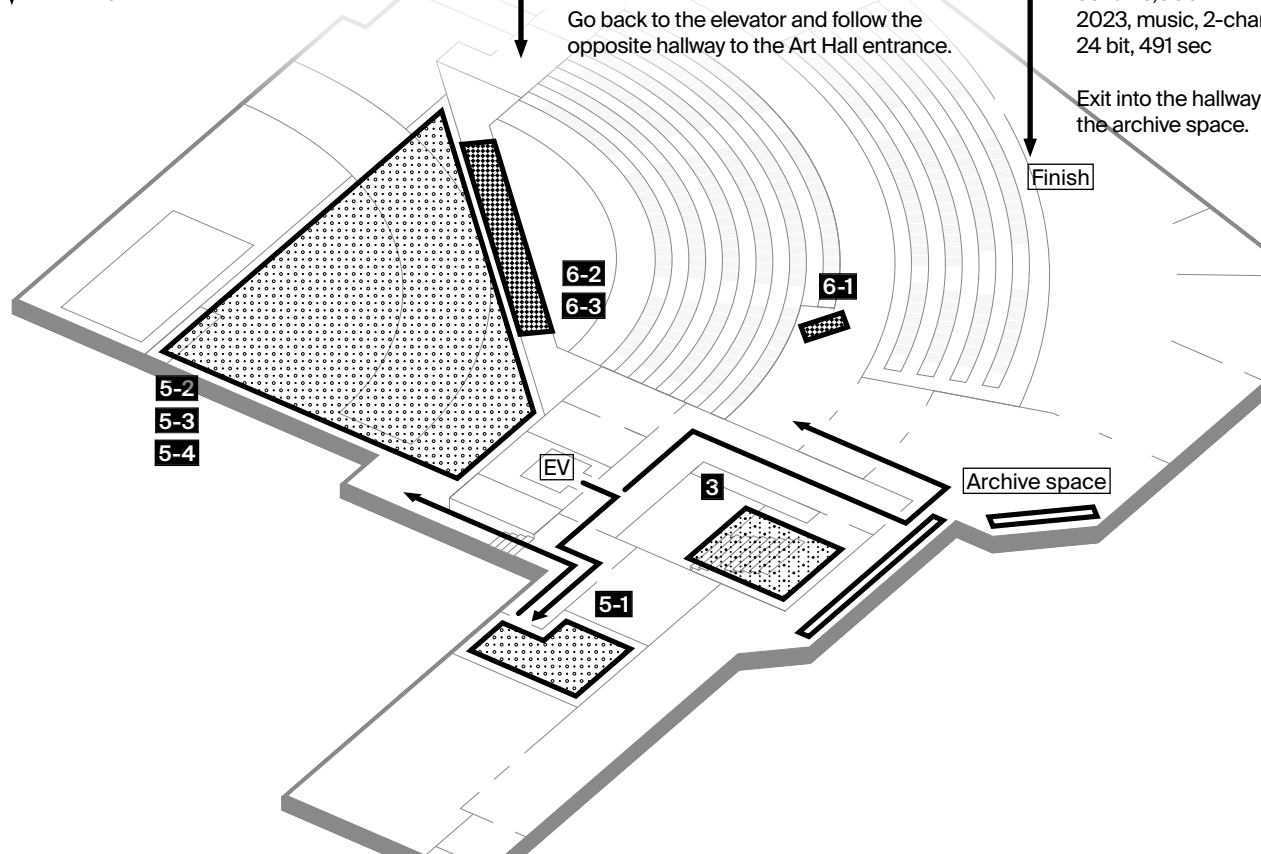 Go back to the elevator and follow the
opposite hallway to the Art Hall entrance.
2023, music, 2-char
24 bit, 491 sec
Exit into the hallway
the archive space.
Finish
6-2
6-3
6-1
5-2
5-3
5-4
EV
3
Archive space
5-1